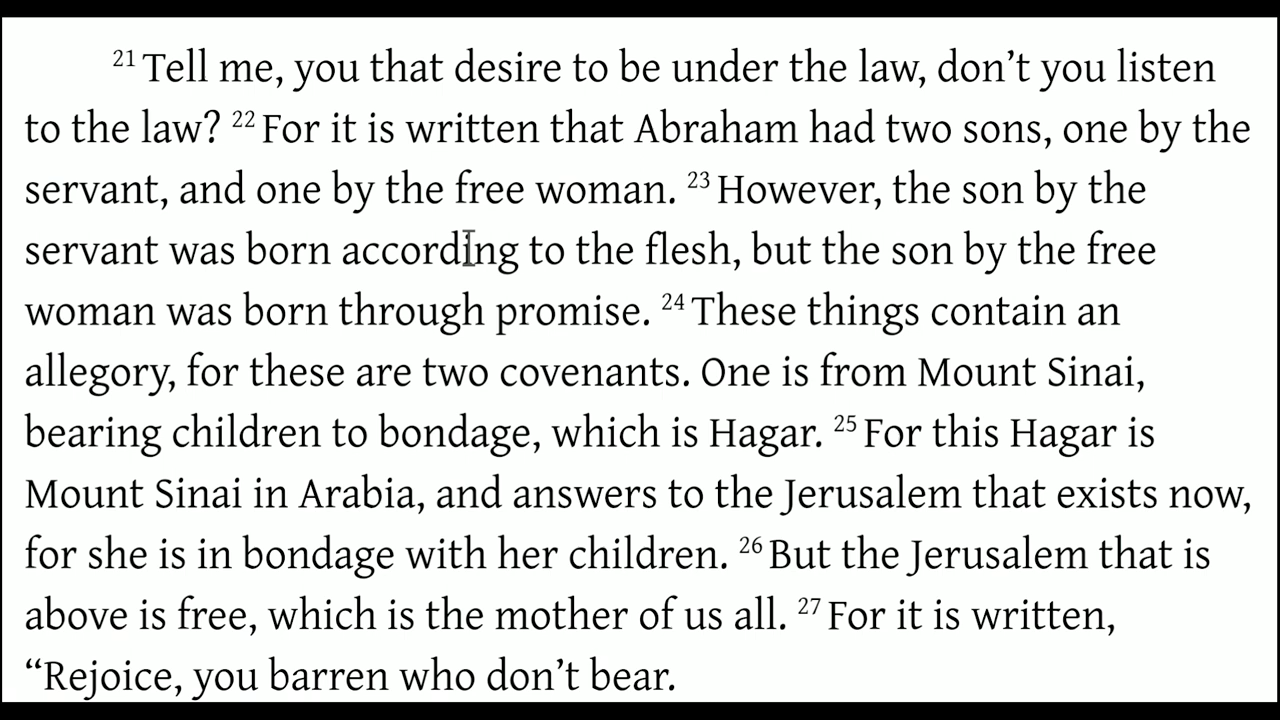 21 Tell me, you that desire to be under the law, don’t you listen
to the law? 22 For it is written that Abraham had two sons, one by the
servant, and one by the free woman. 23 However, the son by the
servant was born according to the flesh, but the son by the free
woman was born through promise. 24 These things contain an
allegory, for these are two covenants. One is from Mount Sinai,
bearing children to bondage, which is Hagar. 25 For this Hagar is
Mount Sinai in Arabia, and answers to the Jerusalem that exists now,
for she is in bondage with her children. 26 But the Jerusalem that is
above is free, which is the mother of us all. 27 For it is written,
“Rejoice, you barren who don’t bear.